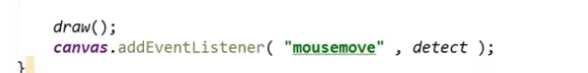 draw();
canvas.addEventListener( "mousemove" , detect );
}